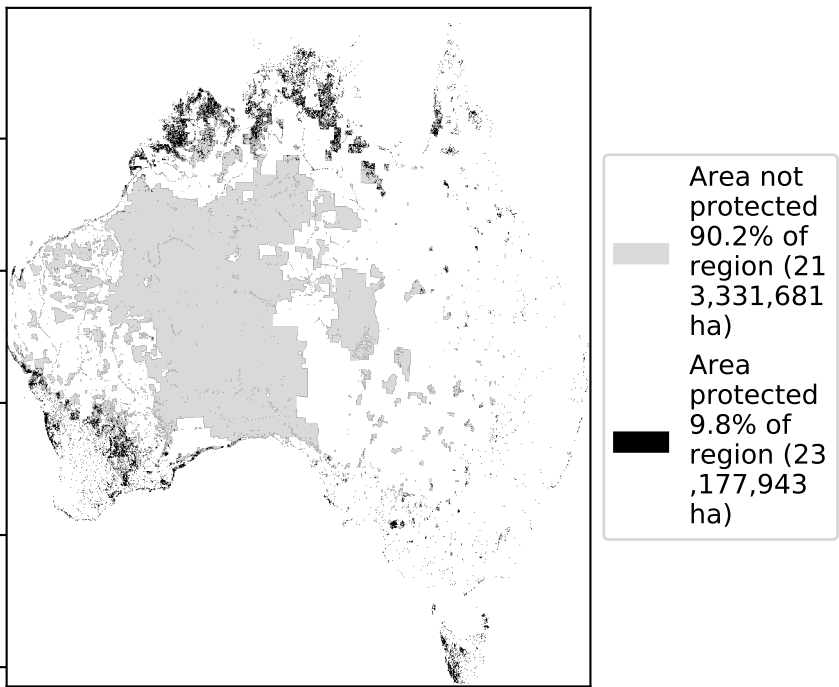 Area not
protected
90.2% of
region (21
3,331,681
ha)
Area
protected
9.8% of
region (23
,177,943
ha)